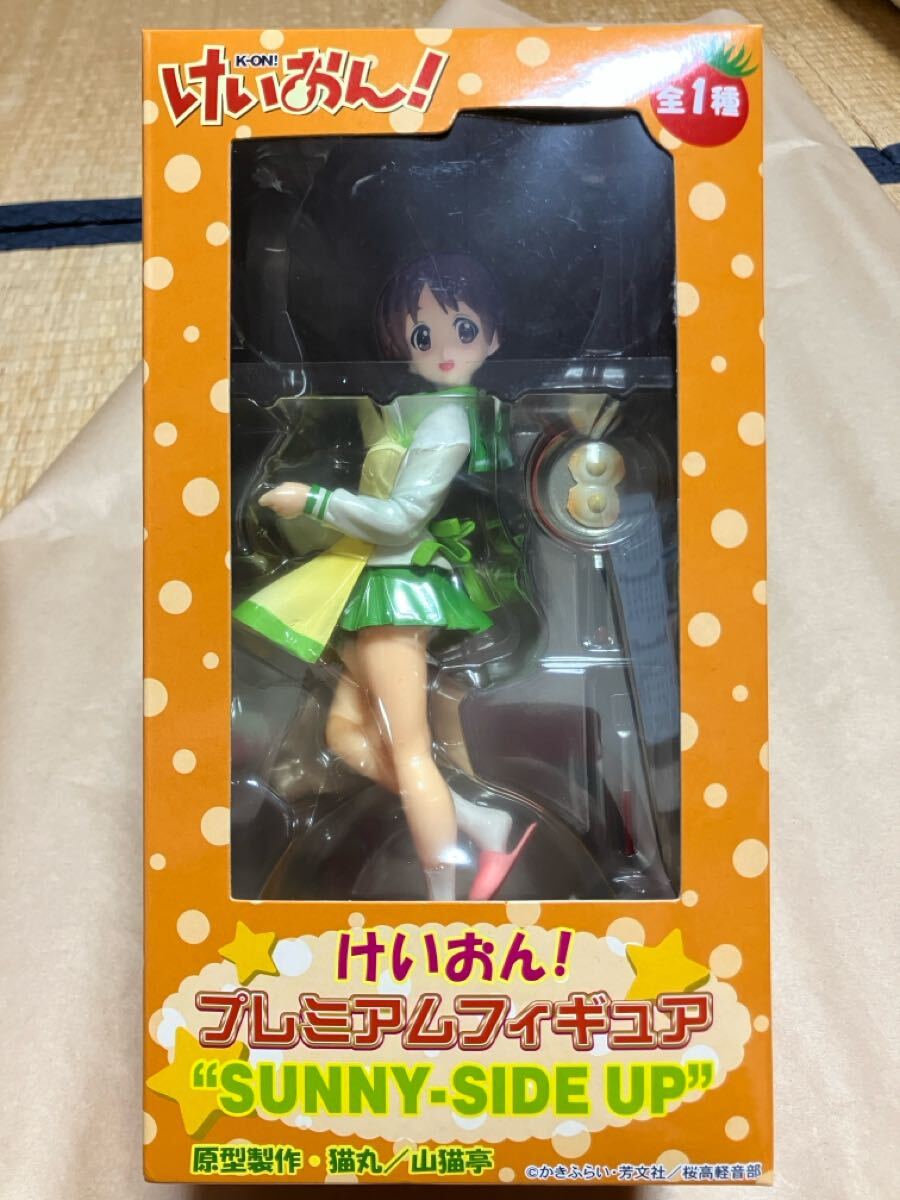 K-ON!
けいおん!
全1種
けいおん!
プレミアムフィギュア
“SUNNY-SIDE UP”
原型製作・猫丸／山猫亭
©かきふらい・芳文社／桜高軽音部